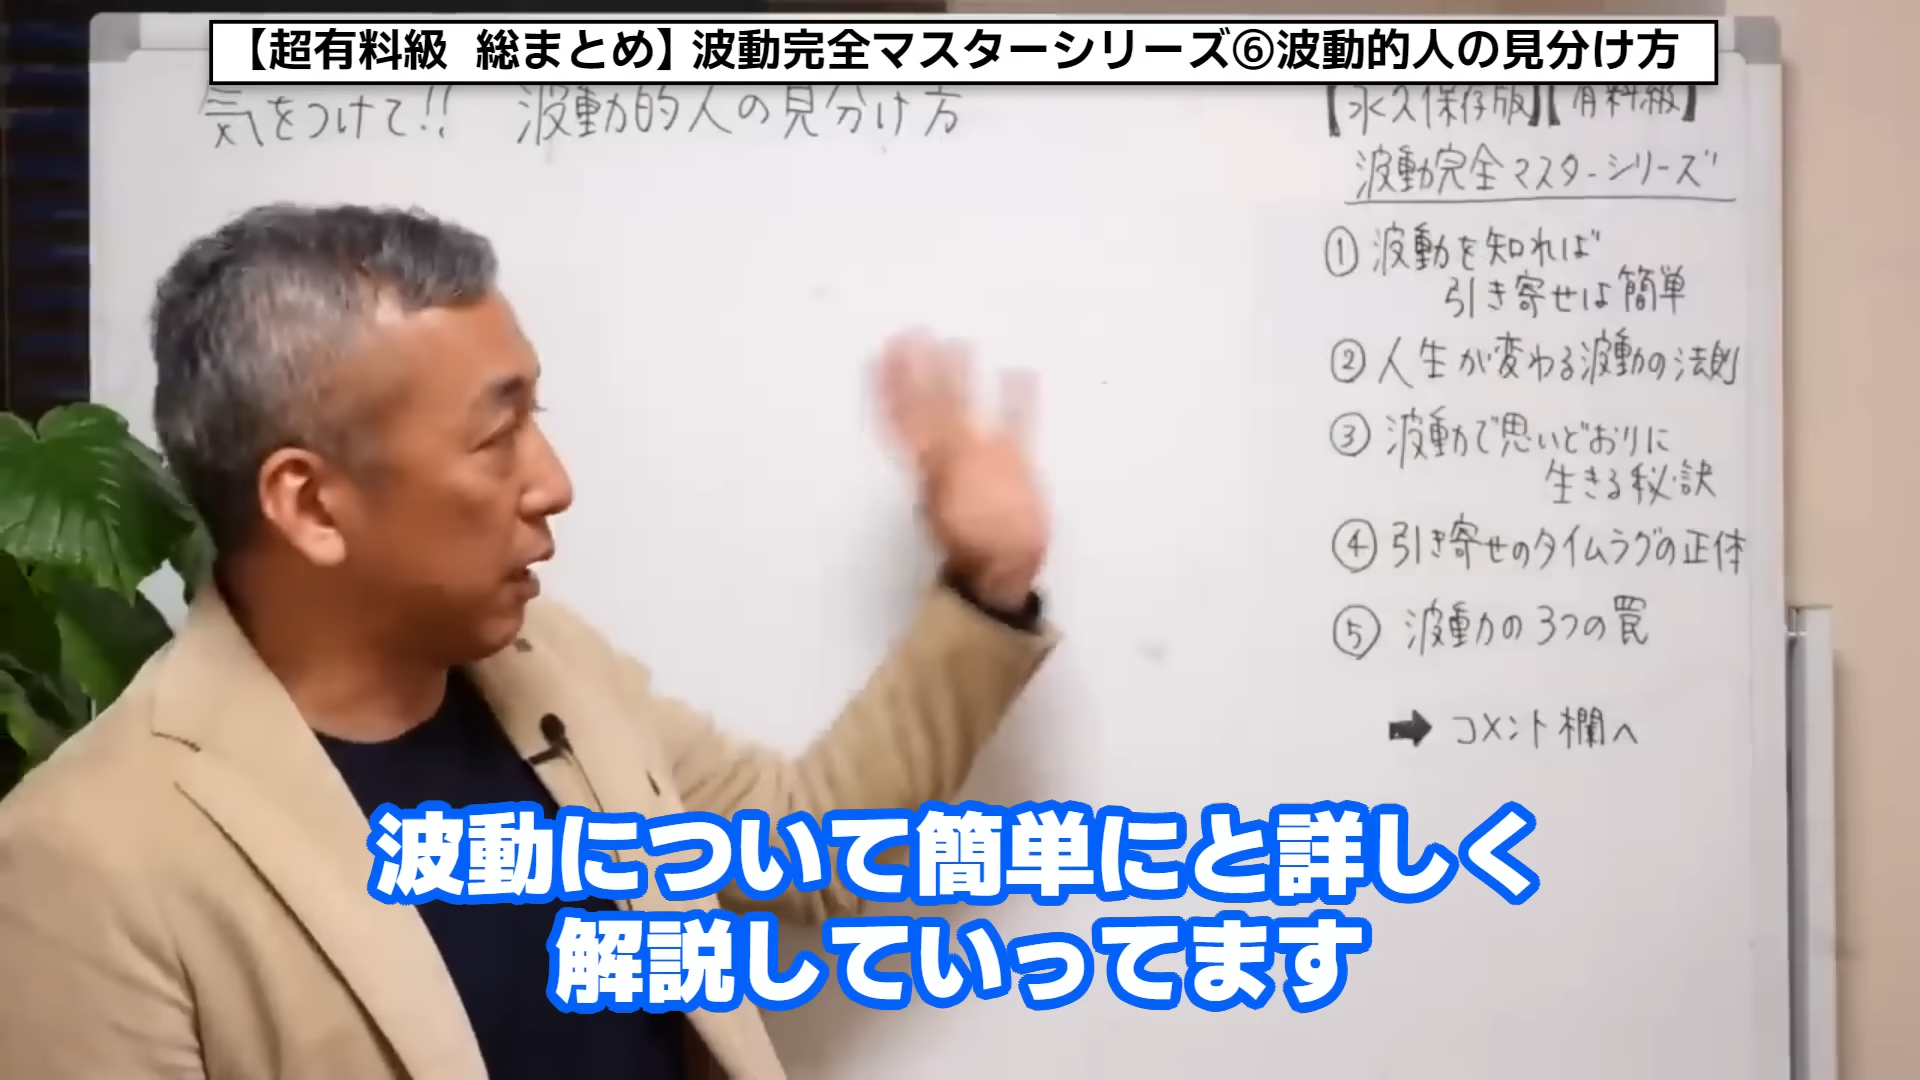 【超有料級 総まとめ】波動完全マスターシリーズ⑥波動的人の見分け方
気をつけて!! 波動的人の見分け方
【永久保存版】【有料級】
波動完全マスターシリーズ
① 波動を知れば
引き寄せは簡単
② 人生が変わる波動の法則
③ 波動で思いどおりに
生きる秘訣
④ 引き寄せのタイムラグの正体
⑤ 波動力の3つの罠
➡ コメント欄へ
波動について簡単にと詳しく
解説していってます